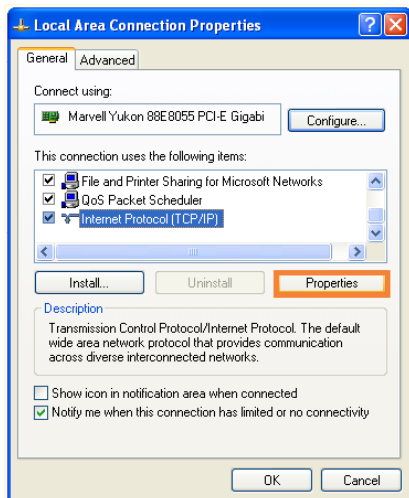 Local Area Connection Properties
General Advanced
Connect using:
Marvell Yukon 88E8055 PCI-E Gigabi Configure...
This connection uses the following items:
File and Printer Sharing for Microsoft Networks
QoS Packet Scheduler
Internet Protocol (TCP/IP)
Install... Uninstall Properties
Description
Transmission Control Protocol/Internet Protocol. The default
wide area network protocol that provides communication
across diverse interconnected networks.
Show icon in notification area when connected
Notify me when this connection has limited or no connectivity
OK Cancel